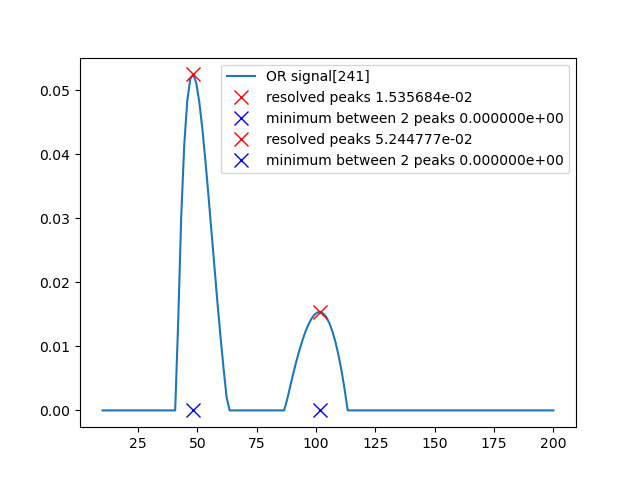 OR signal[241]
resolved peaks 1.535684e-02
minimum between 2 peaks 0.000000e+00
resolved peaks 5.244777e-02
minimum between 2 peaks 0.000000e+00
0.05
0.04
0.03
0.02
0.01
0.00
25 50 75 100 125 150 175 200